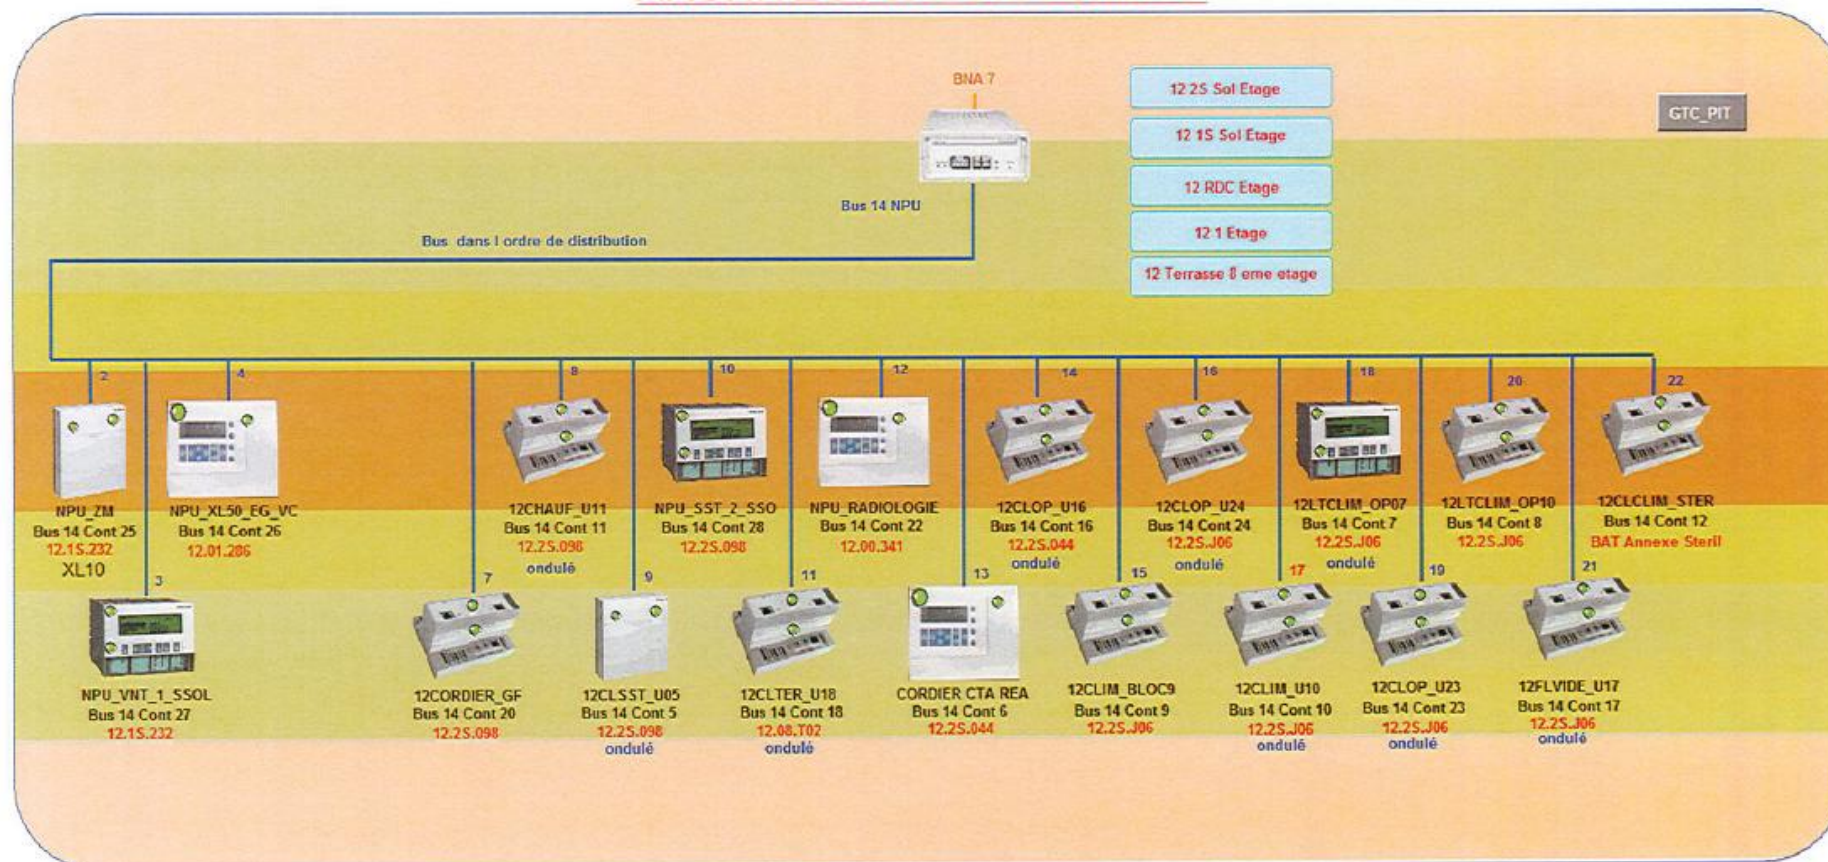 BNA 7
12 2S Sol Etage
12 1S Sol Etage
12 RDC Etage
12 1 Etage
12 Terrasse 8 eme etage
GTC_PIT
Bus 14 NPU
Bus dans l ordre de distribution
2
NPU_ZM
Bus 14 Cont 25
12.1S.232
XL10
4
NPU_XL50_EG_VC
Bus 14 Cont 26
12.01.286
8
12CHAUF_U11
Bus 14 Cont 11
12.2S.098
ondulé
10
NPU_SST_2_SSO
Bus 14 Cont 28
12.2S.098
12
NPU_RADIOLOGIE
Bus 14 Cont 22
12.00.341
14
12CLOP_U16
Bus 14 Cont 16
12.2S.044
ondulé
16
12CLOP_U24
Bus 14 Cont 24
12.2S.J06
ondulé
18
12LTCLIM_OP07
Bus 14 Cont 7
12.2S.J06
ondulé
20
12LTCLIM_OP10
Bus 14 Cont 8
12.2S.J06
22
12CLCLIM_STER
Bus 14 Cont 12
BAT Annexe Steril
3
NPU_VNT_1_SSOL
Bus 14 Cont 27
12.1S.232
7
12CORDIER_GF
Bus 14 Cont 20
12.2S.098
9
12CLSST_U05
Bus 14 Cont 5
12.2S.098
ondulé
11
12CLTER_U18
Bus 14 Cont 18
12.08.T02
ondulé
13
CORDIER CTA REA
Bus 14 Cont 6
12.2S.044
15
12CLIM_BLOC9
Bus 14 Cont 9
12.2S.J06
17
12CLIM_U10
Bus 14 Cont 10
12.2S.J06
ondulé
19
12CLOP_U23
Bus 14 Cont 23
12.2S.J06
ondulé
21
12FLVIDE_U17
Bus 14 Cont 17
12.2S.J06
ondulé